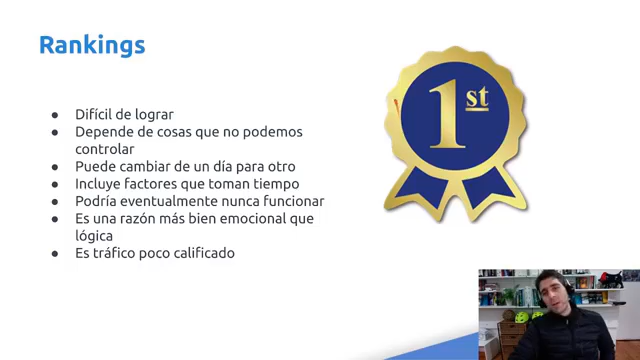 Rankings
Difícil de lograr
Depende de cosas que no podemos
controlar
Puede cambiar de un día para otro
Incluye factores que toman tiempo
Podría eventualmente nunca funcionar
Es una razón más bien emocional que
lógica
Es tráfico poco calificado
1st